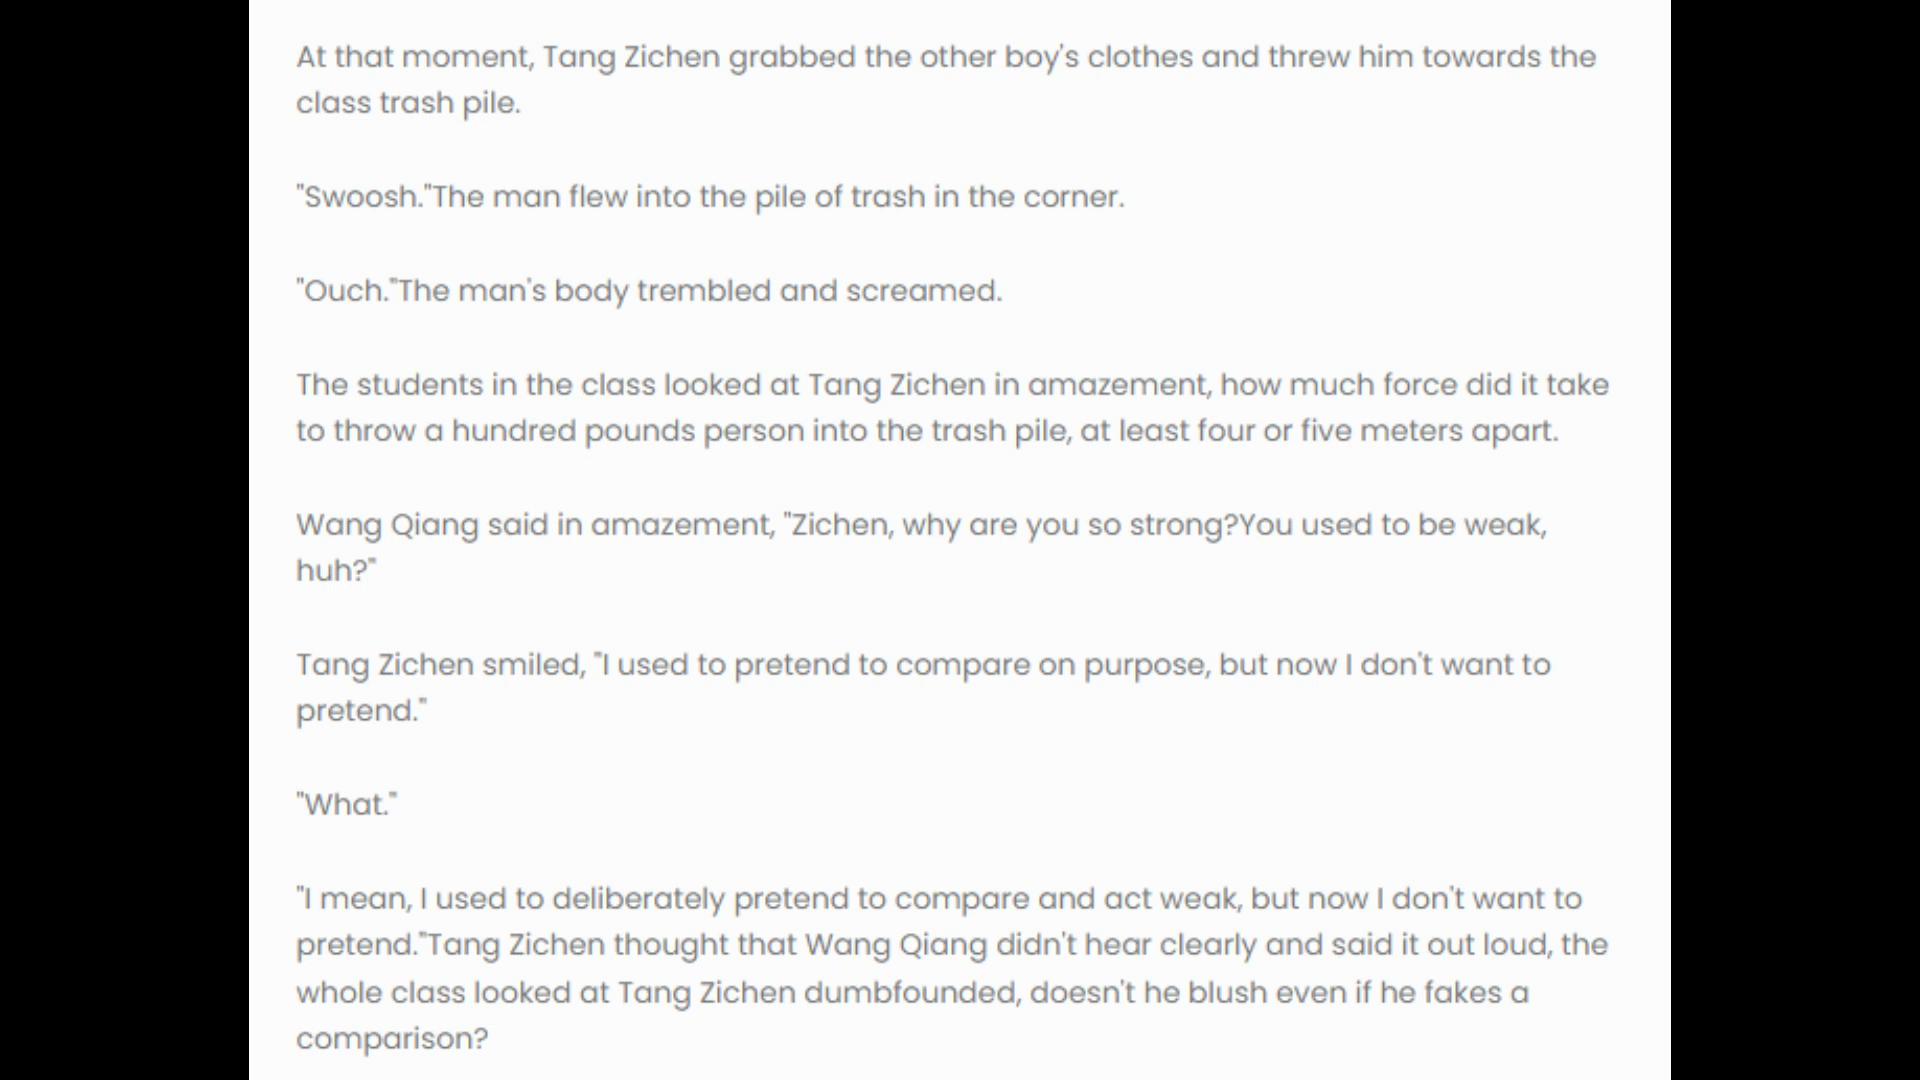 At that moment, Tang Zichen grabbed the other boy's clothes and threw him towards the
class trash pile.
"Swoosh."The man flew into the pile of trash in the corner.
"Ouch."The man's body trembled and screamed.
The students in the class looked at Tang Zichen in amazement, how much force did it take
to throw a hundred pounds person into the trash pile, at least four or five meters apart.
Wang Qiang said in amazement, "Zichen, why are you so strong?You used to be weak,
huh?"
Tang Zichen smiled, "I used to pretend to compare on purpose, but now I don't want to
pretend."
"What."
"I mean, I used to deliberately pretend to compare and act weak, but now I don't want to
pretend."Tang Zichen thought that Wang Qiang didn't hear clearly and said it out loud, the
whole class looked at Tang Zichen dumbfounded, doesn't he blush even if he fakes a
comparison?